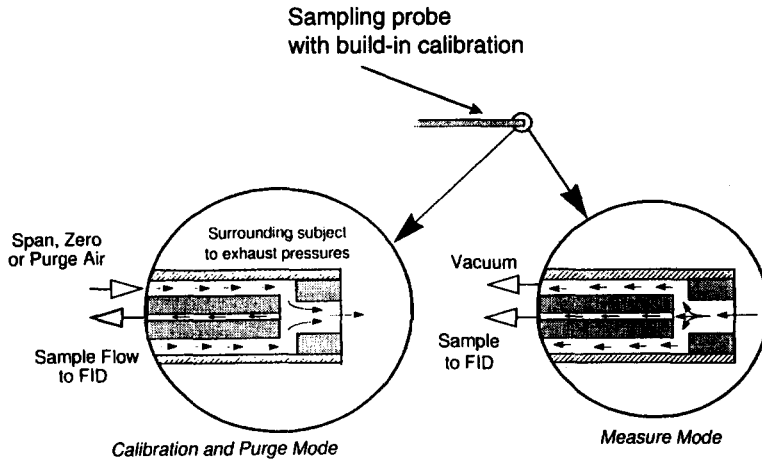 Sampling probe
with build-in calibration
Span, Zero
or Purge Air
Surrounding subject
to exhaust pressures
Sample Flow
to FID
Calibration and Purge Mode
Vacuum
Sample
to FID
Measure Mode